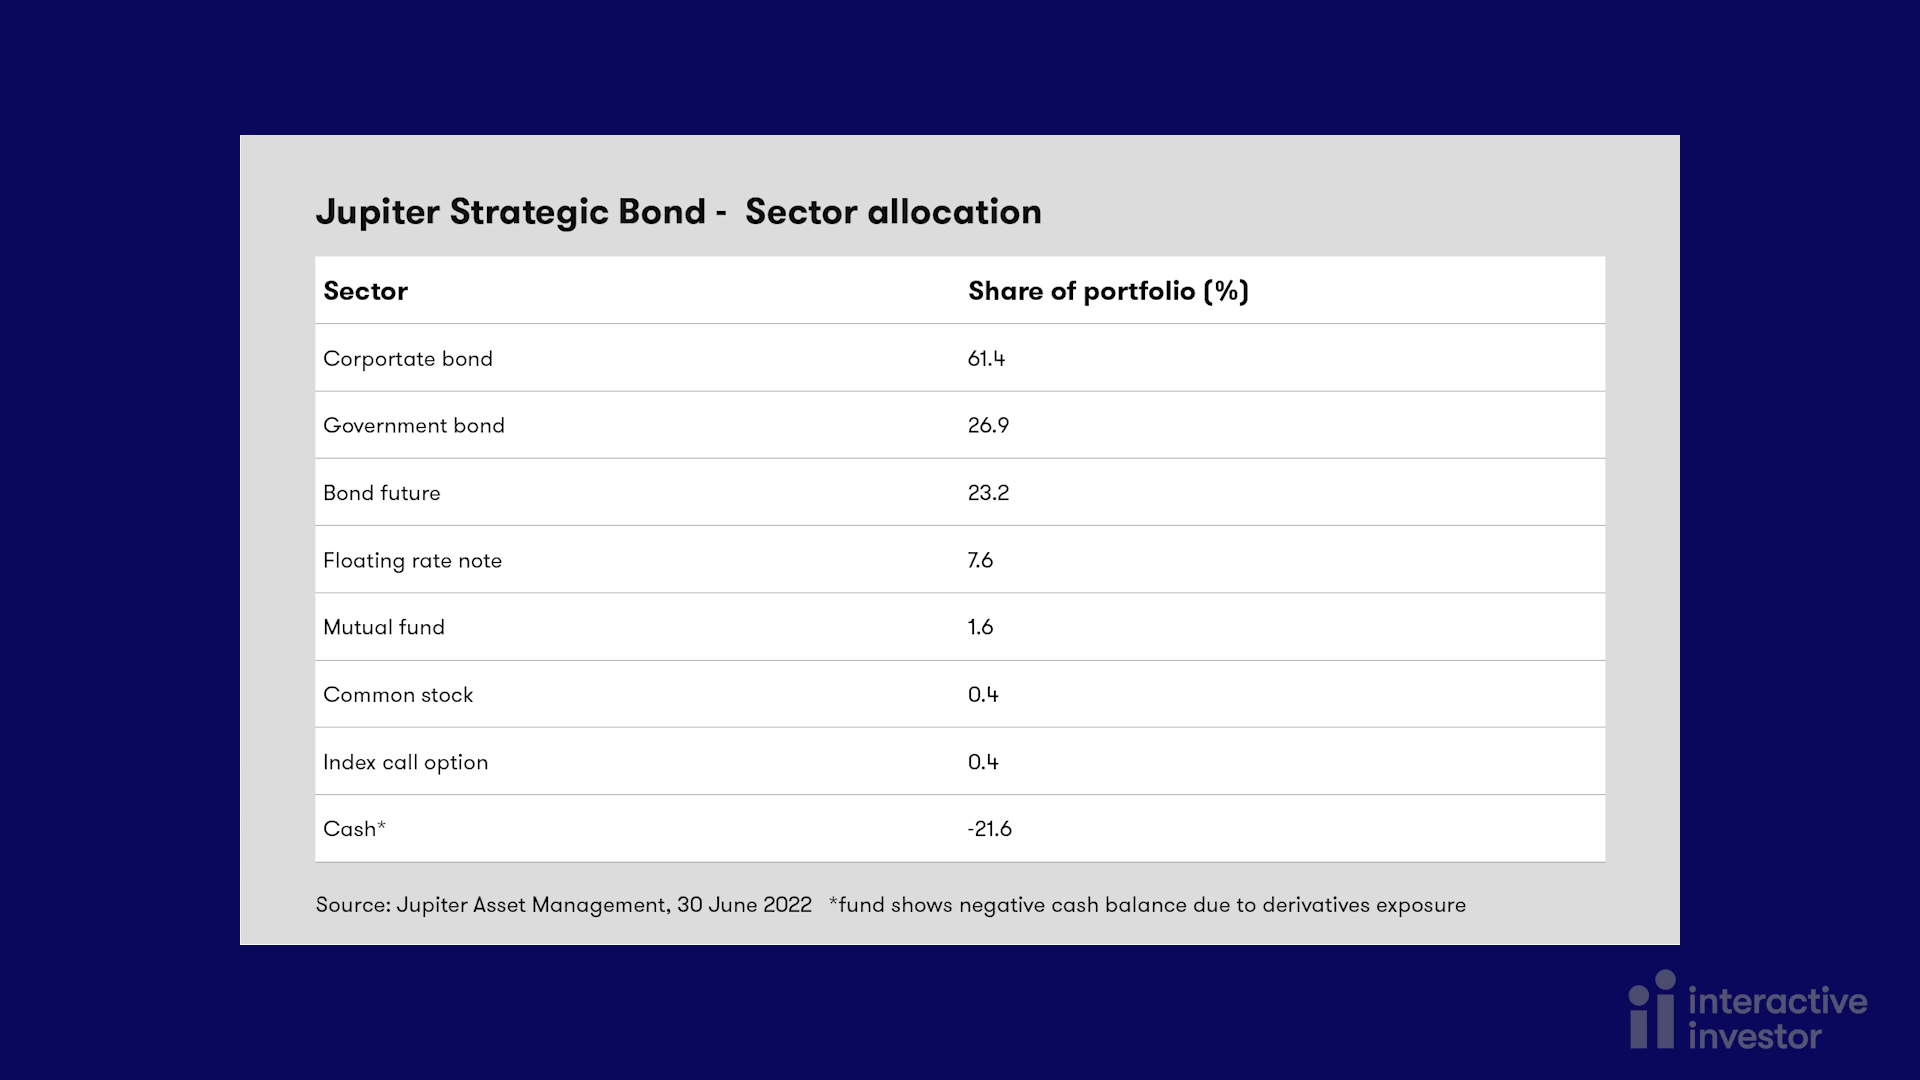 Jupiter Strategic Bond - Sector allocation
Sector Share of portfolio (%)
Corportate bond 61.4
Government bond 26.9
Bond future 23.2
Floating rate note 7.6
Mutual fund 1.6
Common stock 0.4
Index call option 0.4
Cash* -21.6
Source: Jupiter Asset Management, 30 June 2022 *fund shows negative cash balance due to derivatives exposure
interactive
investor